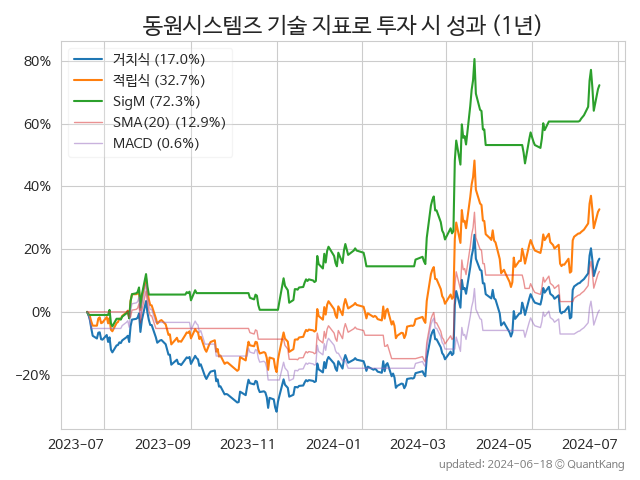 동원시스템즈 기술 지표로 투자 시 성과 (1년)
80%
60%
40%
20%
0%
−20%
거치식 (17.0%)
적립식 (32.7%)
SigM (72.3%)
SMA(20) (12.9%)
MACD (0.6%)
2023-07 2023-09 2023-11 2024-01 2024-03 2024-05 2024-07
updated: 2024-06-18 © QuantKang